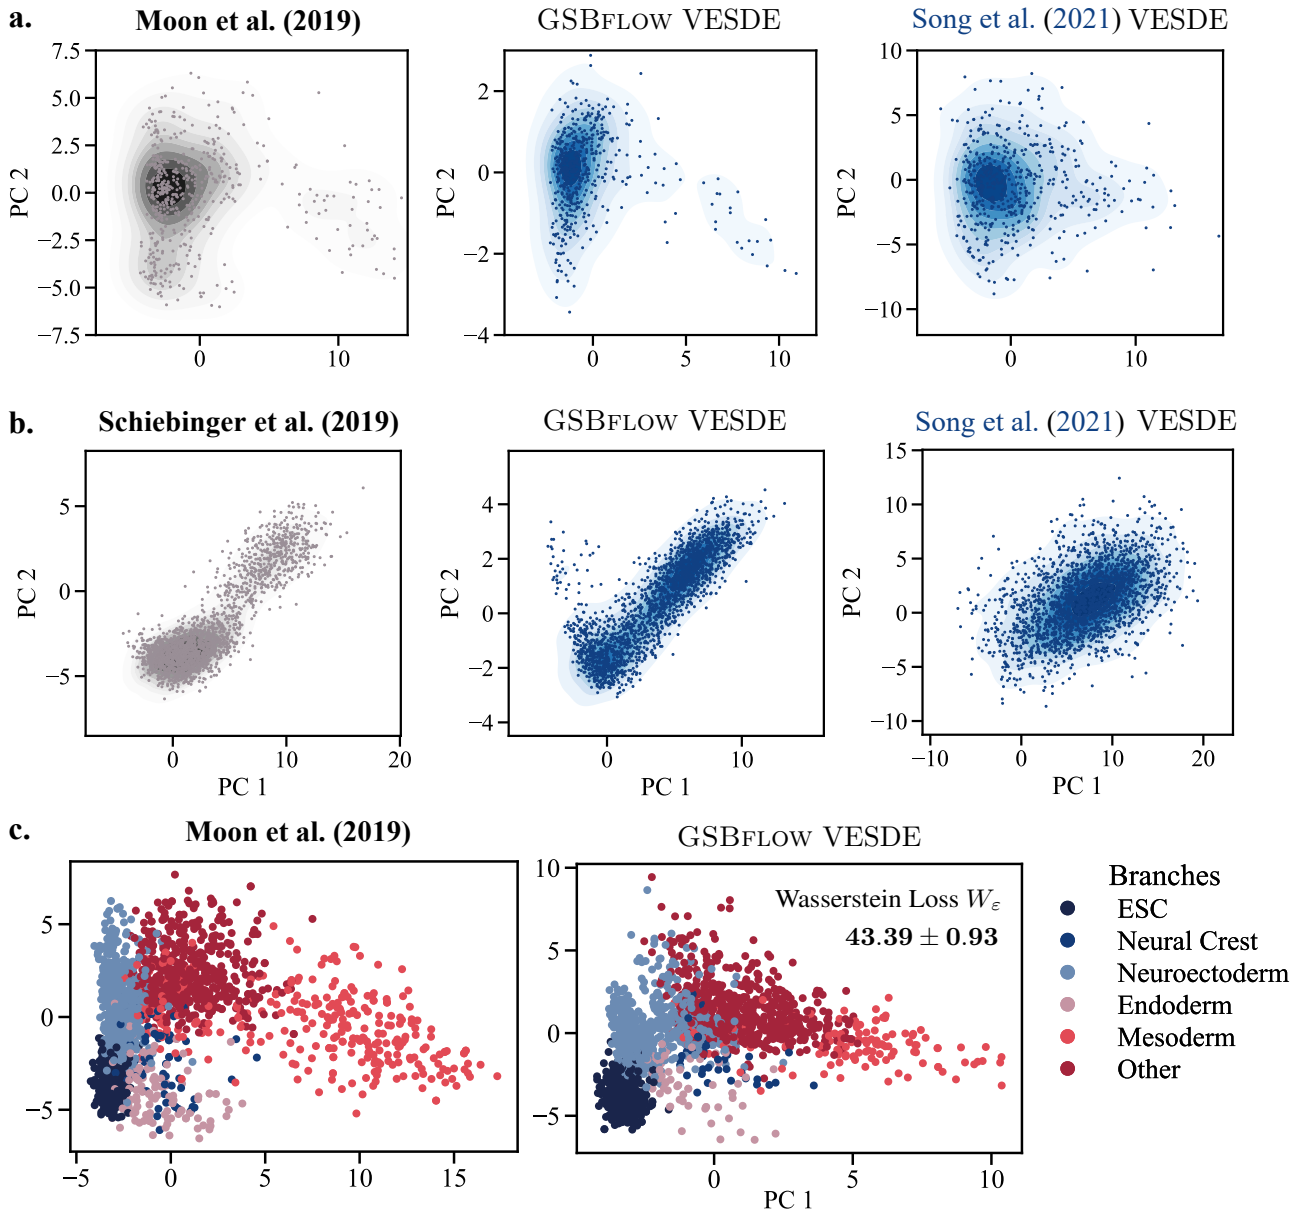 a.
Moon et al. (2019)
GSBFLOW VESDE
Song et al. (2021) VESDE
7.5
5.0
2.5
0.0
−2.5
−5.0
−7.5
PC 2
0
10
2
0
−2
−4
PC 2
0
5
10
10
5
0
−5
−10
PC 2
0
10
b.
Schiebinger et al. (2019)
GSBFLOW VESDE
Song et al. (2021) VESDE
5
0
−5
PC 2
0
10
20
PC 1
4
2
0
−2
−4
PC 2
0
10
PC 1
15
10
5
0
−5
−10
PC 2
−10
0
10
20
PC 1
c.
Moon et al. (2019)
GSBFLOW VESDE
5
0
−5
−5
0
5
10
15
10
5
0
−5
Wasserstein Loss Wε
43.39 ± 0.93
0
5
10
PC 1
Branches
ESC
Neural Crest
Neuroectoderm
Endoderm
Mesoderm
Other